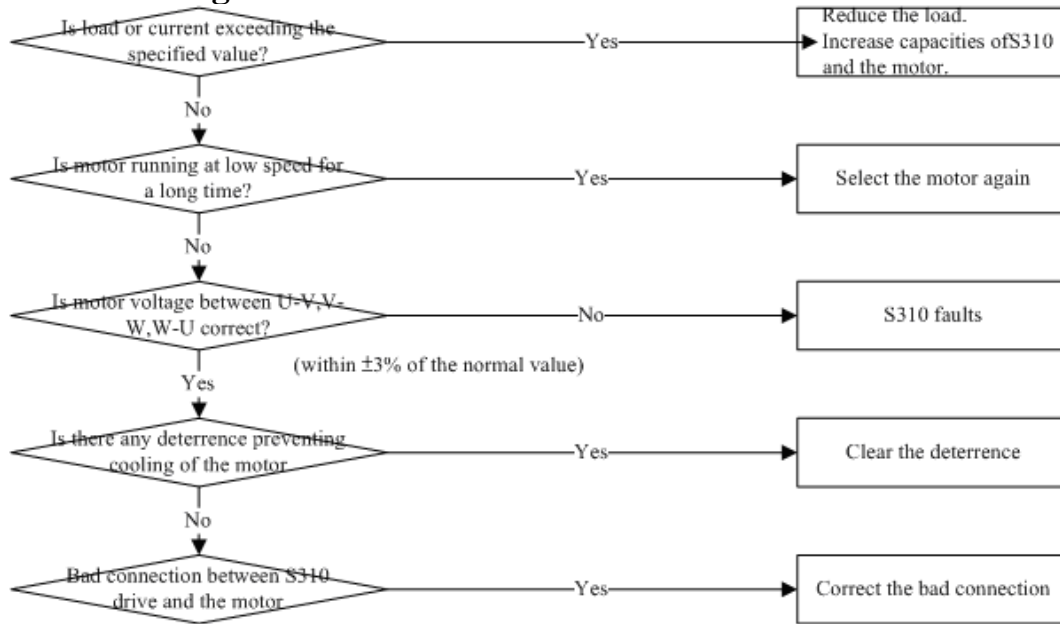 Is load or current exceeding the
specified value?
Yes
Reduce the load.
Increase capacities ofS310
and the motor.
No
Is motor running at low speed for
a long time?
Yes
Select the motor again
No
Is motor voltage between U-V,V-
W,W-U correct?
No
S310 faults
(within ±3% of the normal value)
Yes
Is there any deterrence preventing
cooling of the motor
Yes
Clear the deterrence
No
Bad connection between S310
drive and the motor
Yes
Correct the bad connection